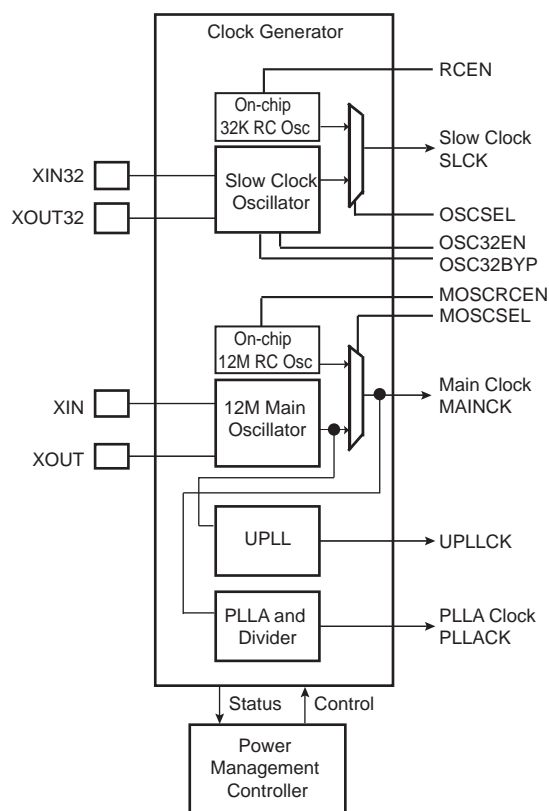 Clock Generator
RCEN
On-chip
32K RC Osc
Slow Clock
SLCK
XIN32
Slow Clock
Oscillator
XOUT32
OSCSEL
OSC32EN
OSC32BYP
MOSCRCEN
MOSCSEL
On-chip
12M RC Osc
Main Clock
MAINCK
XIN
12M Main
Oscillator
XOUT
UPLL
UPLLCK
PLLA and
Divider
PLLA Clock
PLLACK
Status
Control
Power
Management
Controller